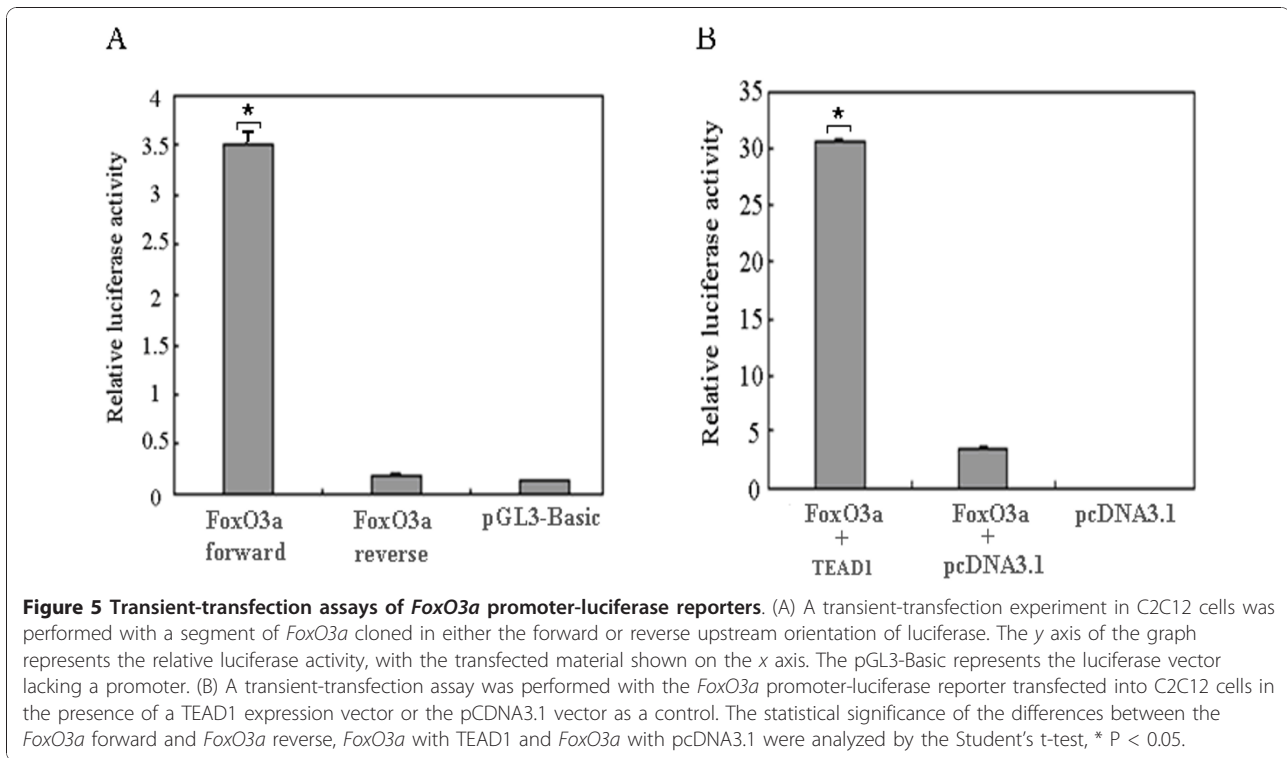 A
Relative luciferase activity
4
3.5
3
2.5
2
1.5
1
0.5
0
*
FoxO3a
forward
FoxO3a
reverse
pGL3-Basic
B
Relative luciferase activity
35
30
25
20
15
10
5
0
*
FoxO3a
+
TEAD1
FoxO3a
+
pcDNA3.1
pcDNA3.1
Figure 5 Transient-transfection assays of FoxO3a promoter-luciferase reporters. (A) A transient-transfection experiment in C2C12 cells was
performed with a segment of FoxO3a cloned in either the forward or reverse upstream orientation of luciferase. The y axis of the graph
represents the relative luciferase activity, with the transfected material shown on the x axis. The pGL3-Basic represents the luciferase vector
lacking a promoter. (B) A transient-transfection assay was performed with the FoxO3a promoter-luciferase reporter transfected into C2C12 cells in
the presence of a TEAD1 expression vector or the pCDNA3.1 vector as a control. The statistical significance of the differences between the
FoxO3a forward and FoxO3a reverse, FoxO3a with TEAD1 and FoxO3a with pcDNA3.1 were analyzed by the Student's t-test, * P < 0.05.